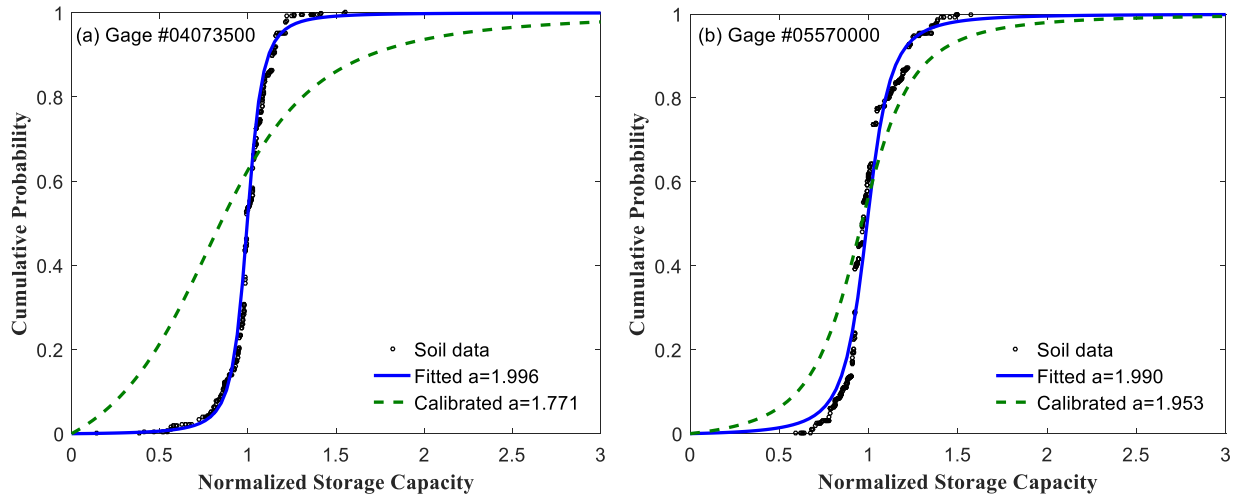 (a) Gage #04073500
Cumulative Probability
1
0.8
0.6
0.4
0.2
0
0
0.5
1
1.5
2
2.5
3
Normalized Storage Capacity
Soil data
Fitted a=1.996
Calibrated a=1.771
(b) Gage #05570000
Cumulative Probability
1
0.8
0.6
0.4
0.2
0
0
0.5
1
1.5
2
2.5
3
Normalized Storage Capacity
Soil data
Fitted a=1.990
Calibrated a=1.953